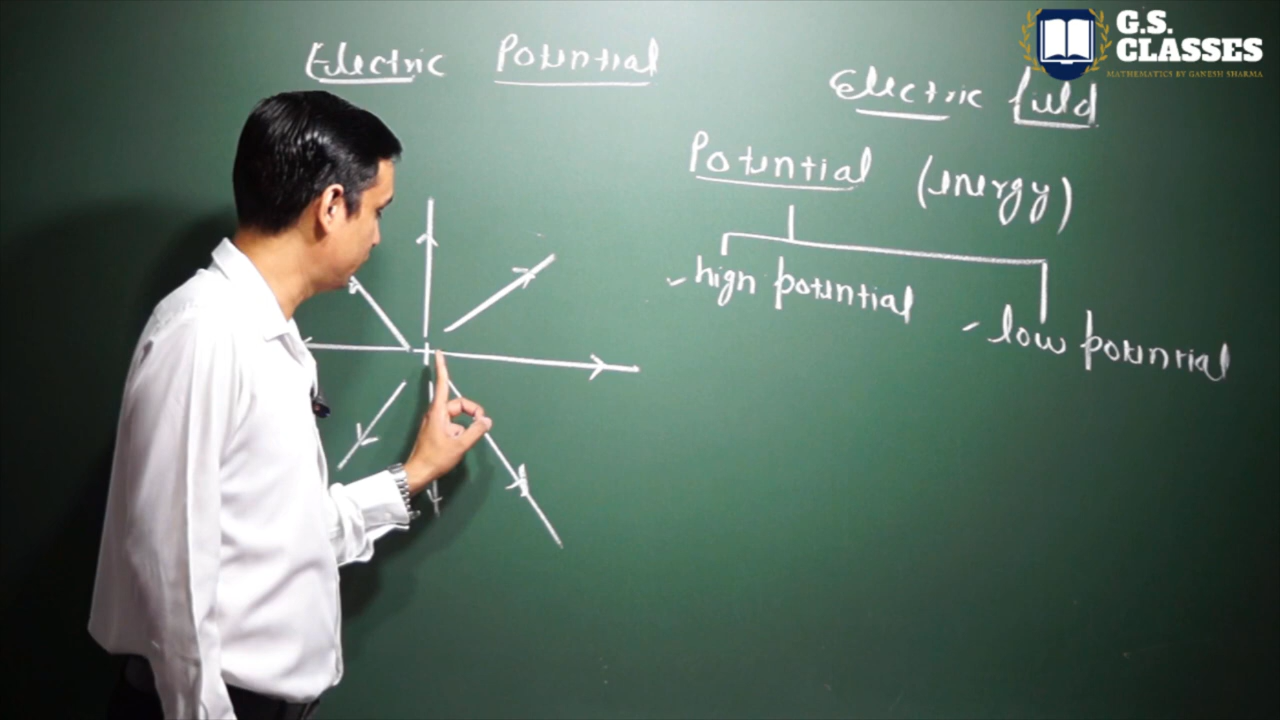 Electric Potential
G.S.
CLASSES
MATHEMATICS BY GANESH SHARMA
Electric field
Potential (energy)
- high potential
- low potential
+